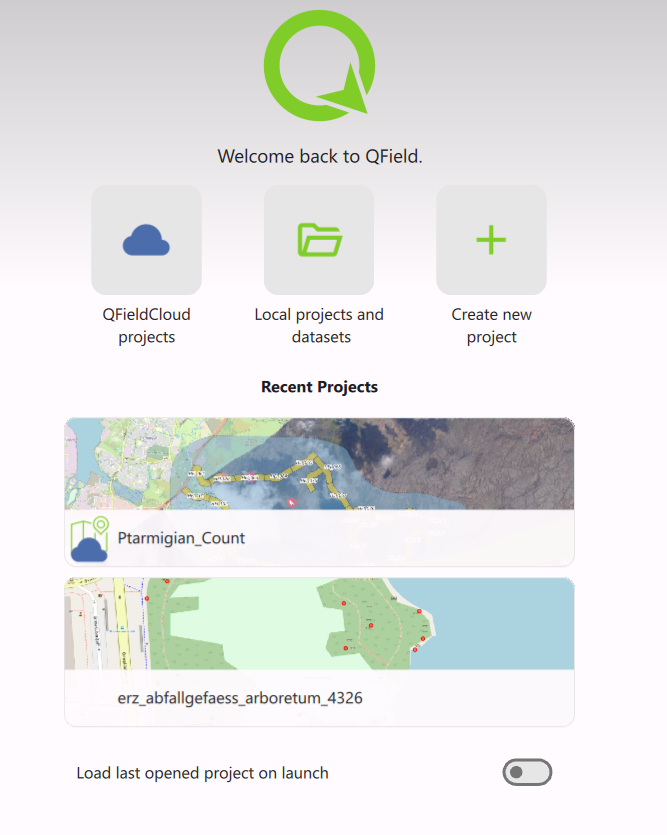 Welcome back to QField.
QFieldCloud
projects
Local projects and
datasets
Create new
project
Recent Projects
Ptarmigian_Count
erz_abfallgefaess_arboretum_4326
Load last opened project on launch